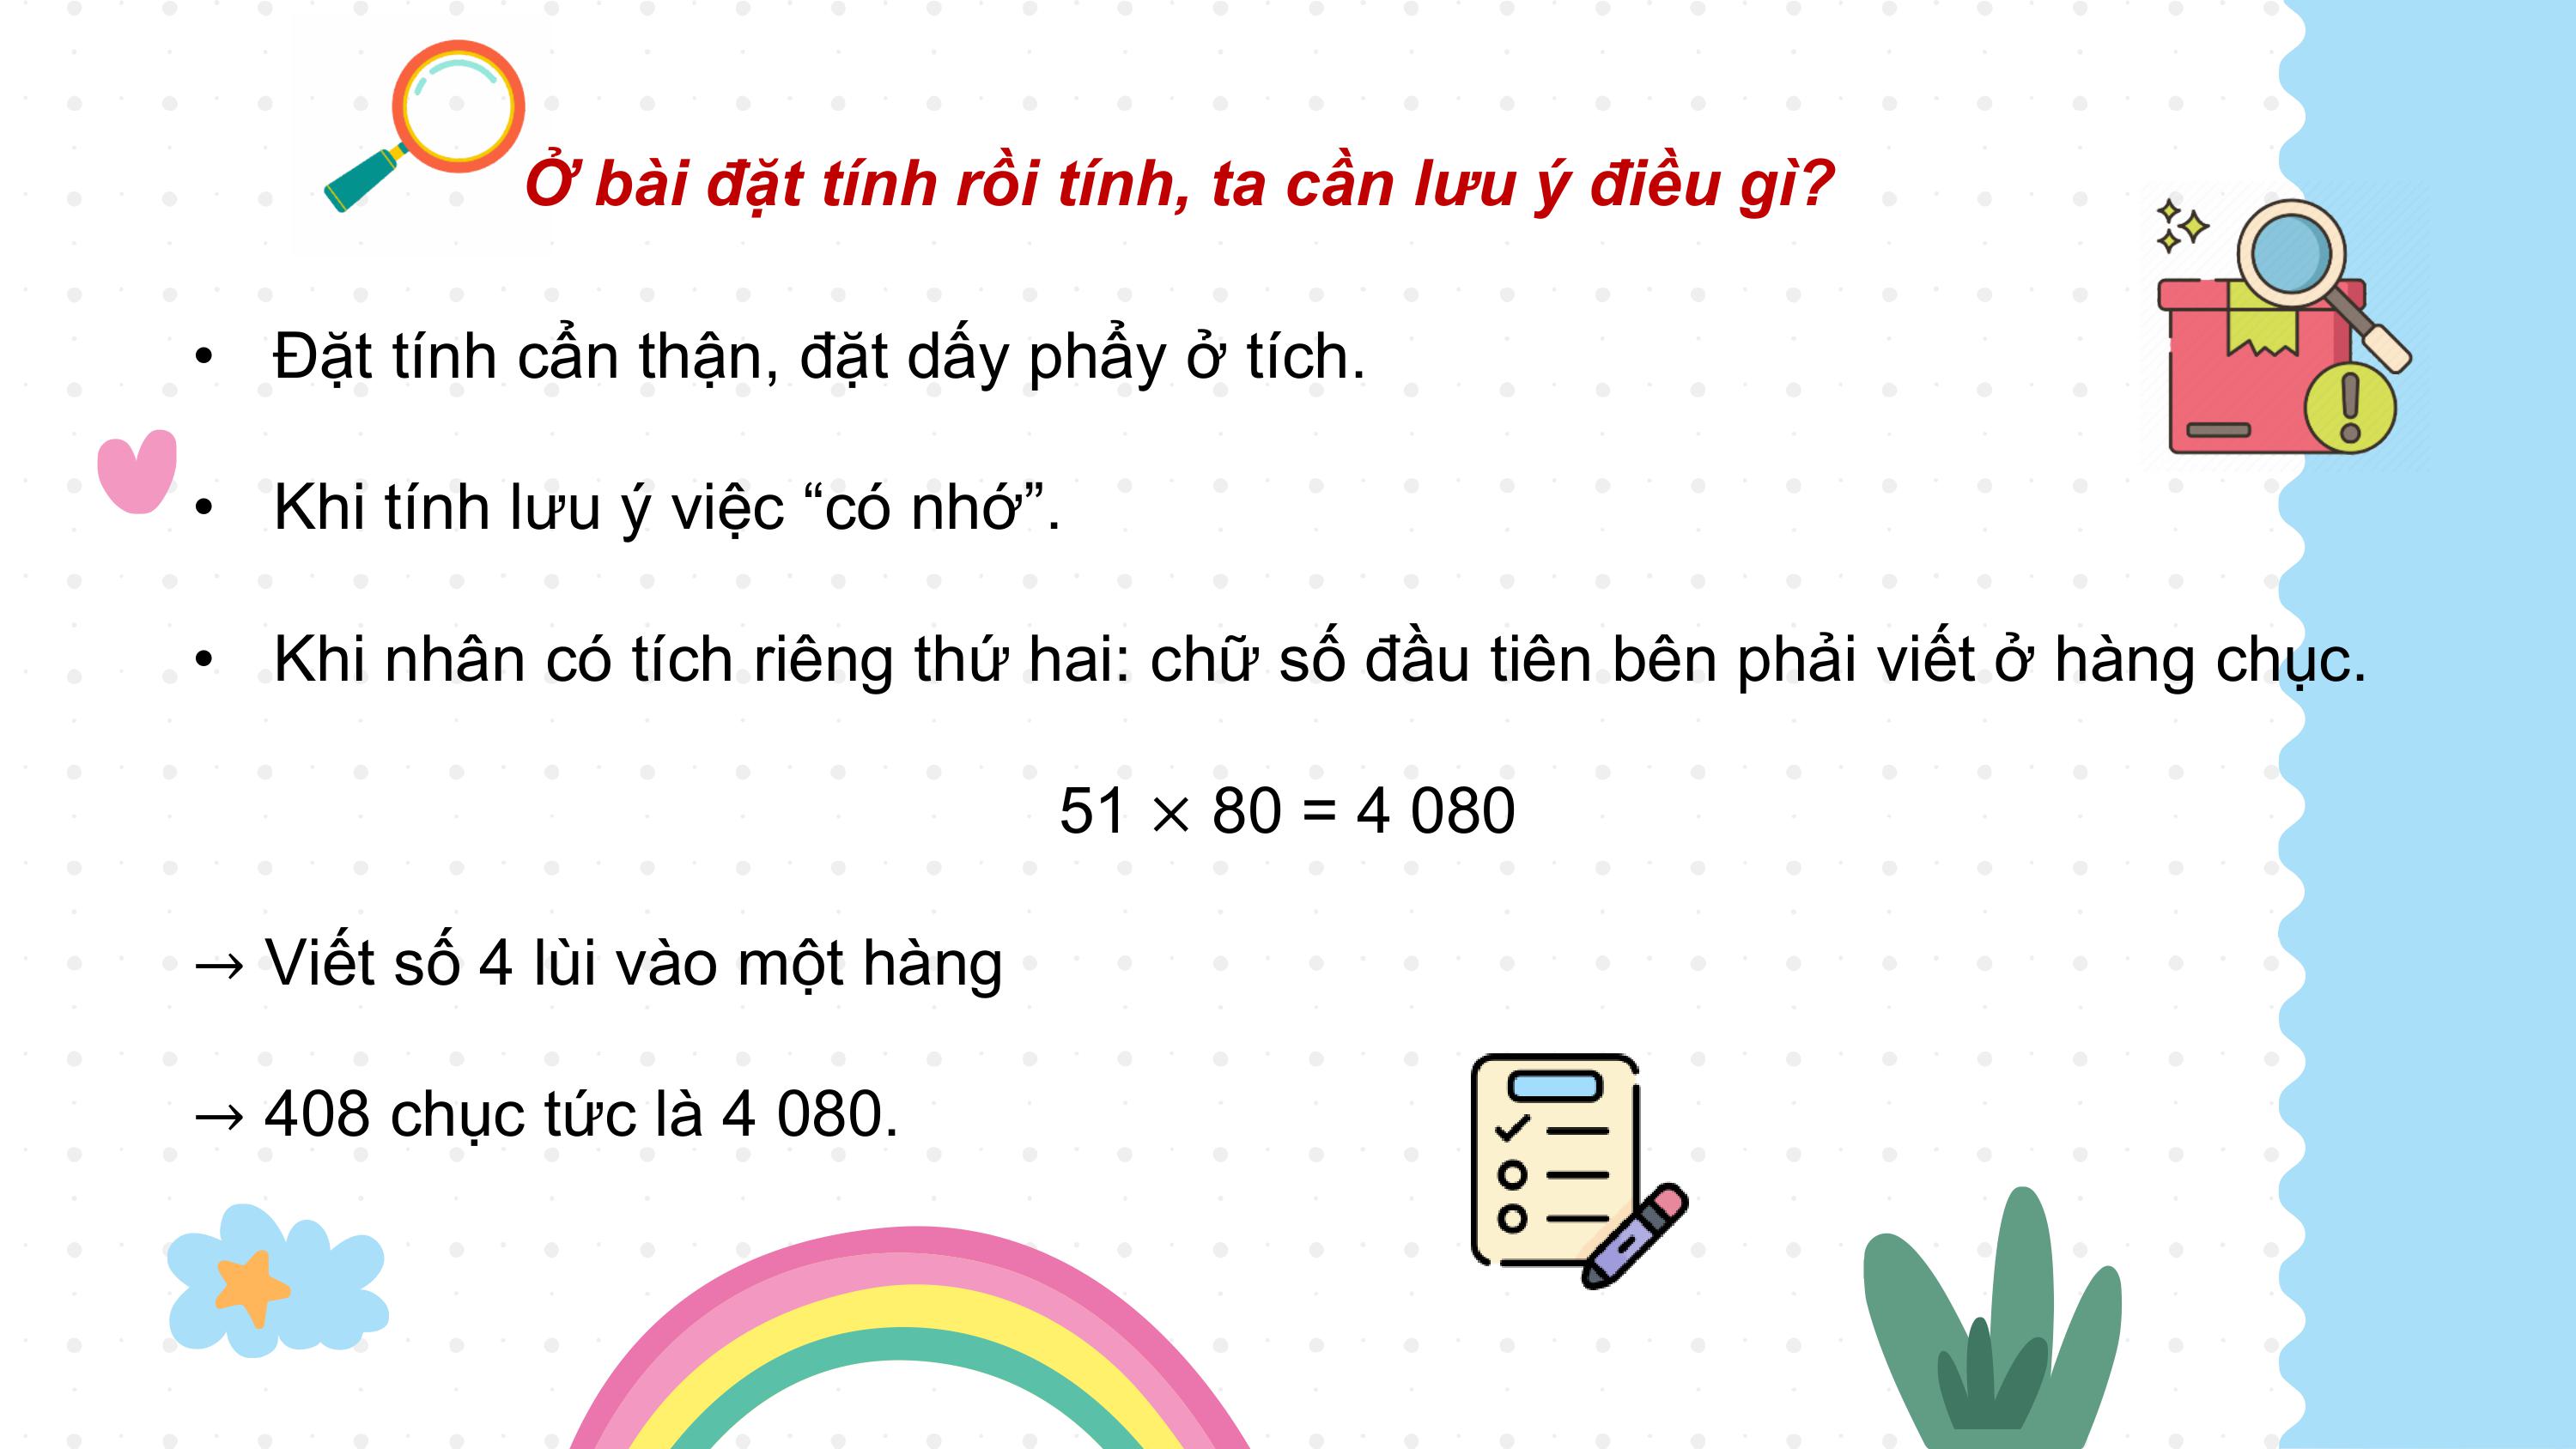 Ở bài đặt tính rồi tính, ta cần lưu ý điều gì?
• Đặt tính cẩn thận, đặt dấy phẩy ở tích.
• Khi tính lưu ý việc “có nhớ”.
• Khi nhân có tích riêng thứ hai: chữ số đầu tiên bên phải viết ở hàng chục.
51 × 80 = 4 080
→ Viết số 4 lùi vào một hàng
→ 408 chục tức là 4 080.